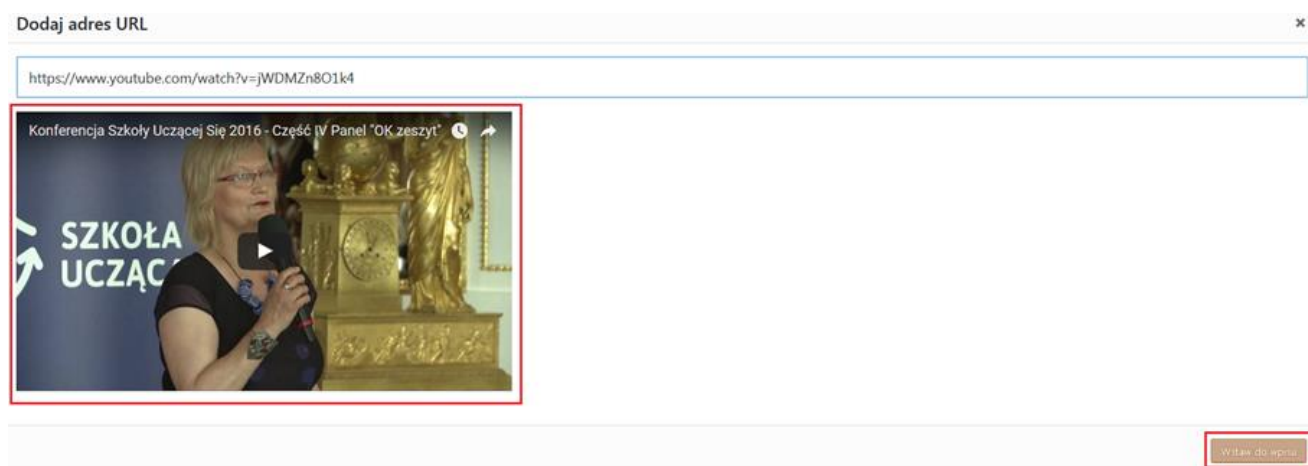 Dodaj adres URL
https://www.youtube.com/watch?v=jWDMZn8O1k4
Konferencja Szkoły Uczącej Się 2016 - Część IV Panel "OK zeszyt"
SZKOŁA
UCZĄC
Wstaw do wpisu